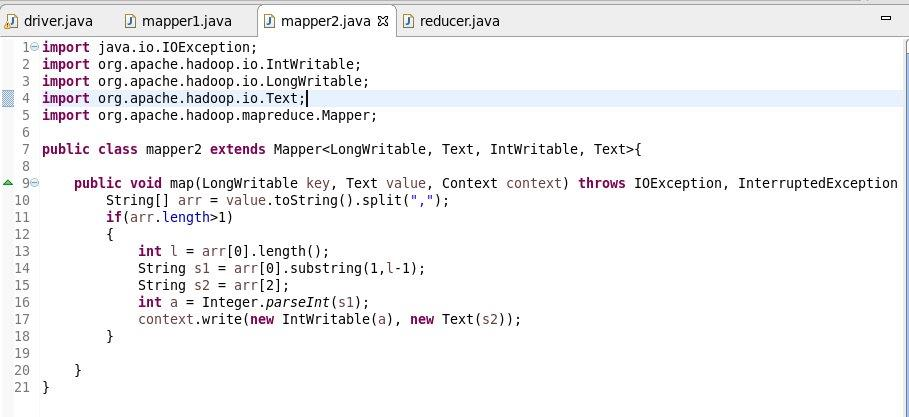 driver.java mapper1.java mapper2.java reducer.java
1 import java.io.IOException;
2 import org.apache.hadoop.io.IntWritable;
3 import org.apache.hadoop.io.LongWritable;
4 import org.apache.hadoop.io.Text;
5 import org.apache.hadoop.mapreduce.Mapper;
6
7 public class mapper2 extends Mapper<LongWritable, Text, IntWritable, Text>{
8
9     public void map(LongWritable key, Text value, Context context) throws IOException, InterruptedException
10         String[] arr = value.toString().split(",");
11         if(arr.length>1)
12         {
13             int l = arr[0].length();
14             String s1 = arr[0].substring(1,l-1);
15             String s2 = arr[2];
16             int a = Integer.parseInt(s1);
17             context.write(new IntWritable(a), new Text(s2));
18         }
19
20     }
21 }